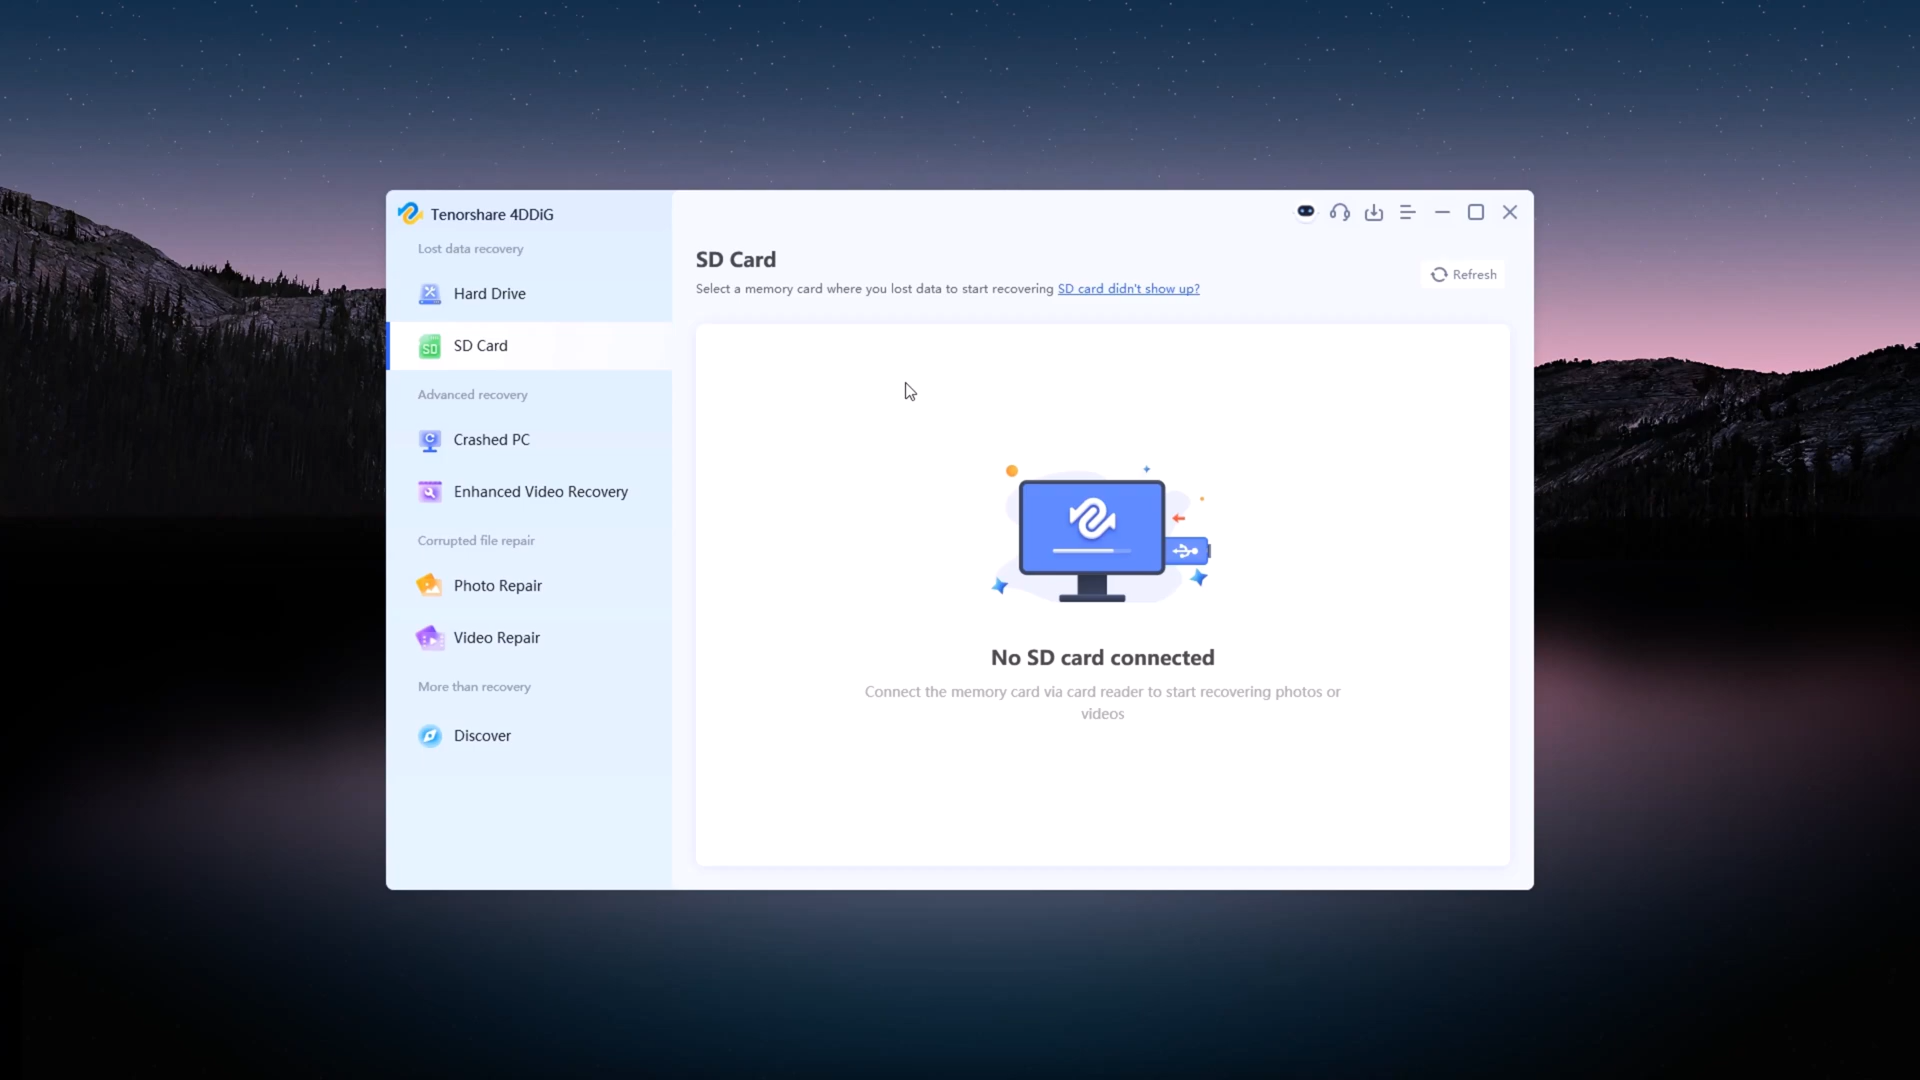 Tenorshare 4DDiG
Lost data recovery
Hard Drive
SD Card
Advanced recovery
Crashed PC
Enhanced Video Recovery
Corrupted file repair
Photo Repair
Video Repair
More than recovery
Discover
SD Card
Select a memory card where you lost data to start recovering SD card didn't show up?
Refresh
No SD card connected
Connect the memory card via card reader to start recovering photos or
videos